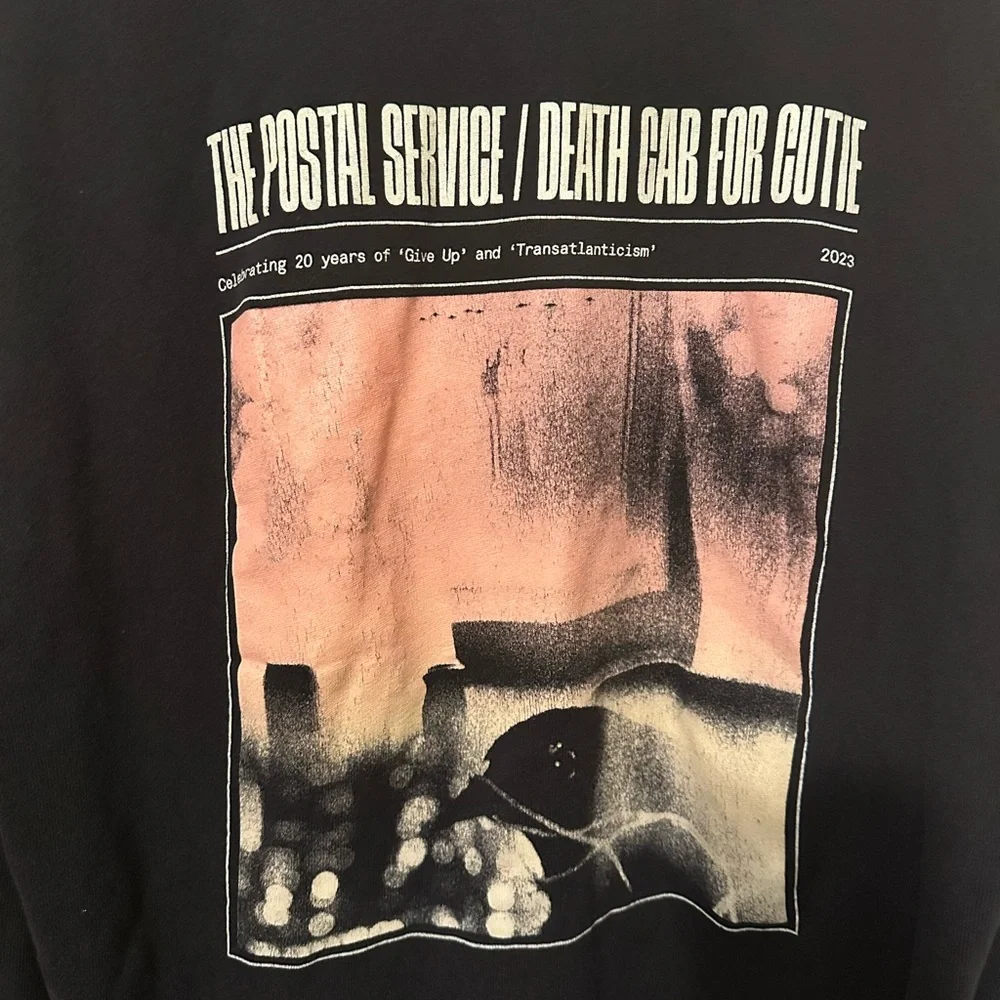 THE POSTAL SERVICE / DEATH CAB FOR CUTIE
Celebrating 20 years of ‘Give Up’ and ‘Transatlanticism’ 2023